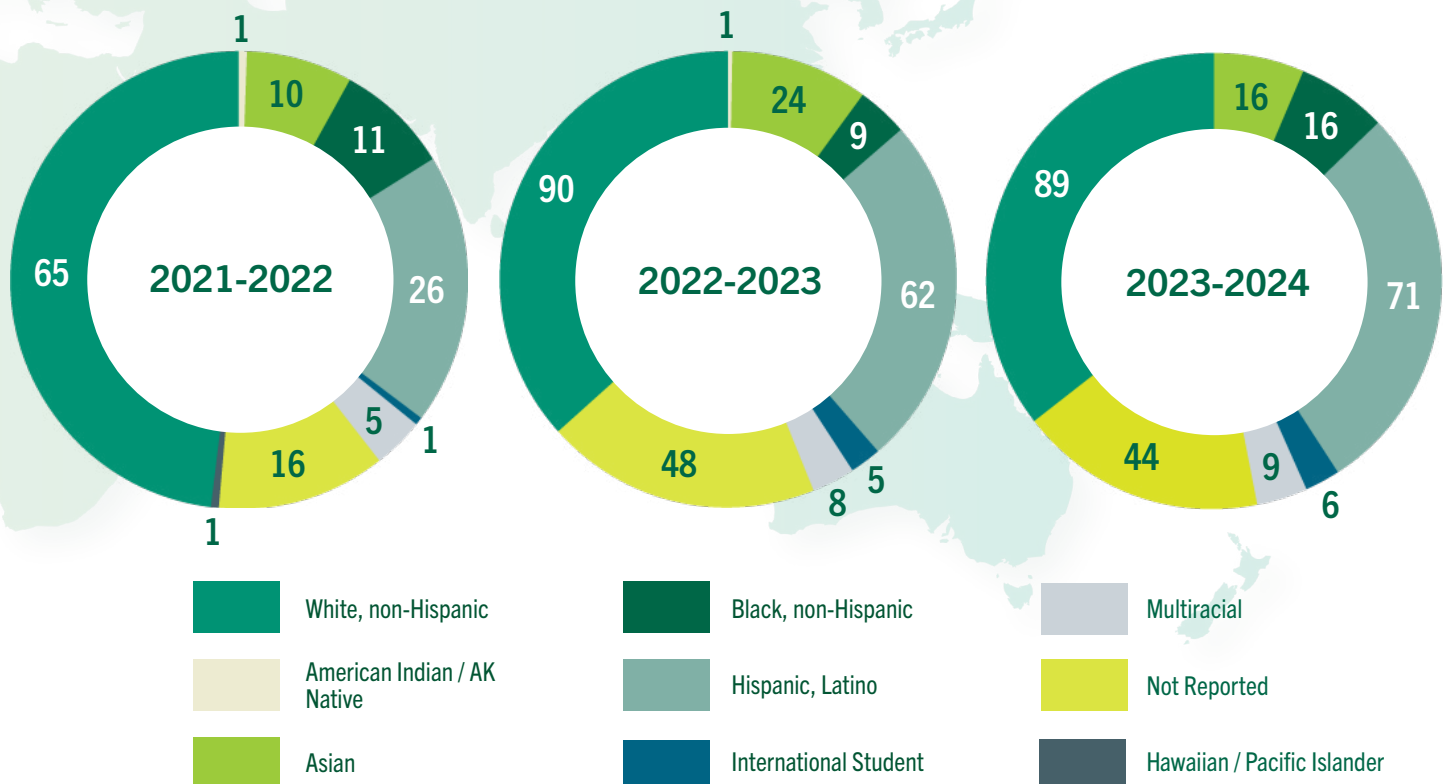 1
10
11
26
1
5
16
1
65
2021-2022
1
24
9
62
5
8
48
90
2022-2023
16
16
71
6
9
44
89
2023-2024
White, non-Hispanic
American Indian / AK
Native
Asian
Black, non-Hispanic
Hispanic, Latino
International Student
Multiracial
Not Reported
Hawaiian / Pacific Islander